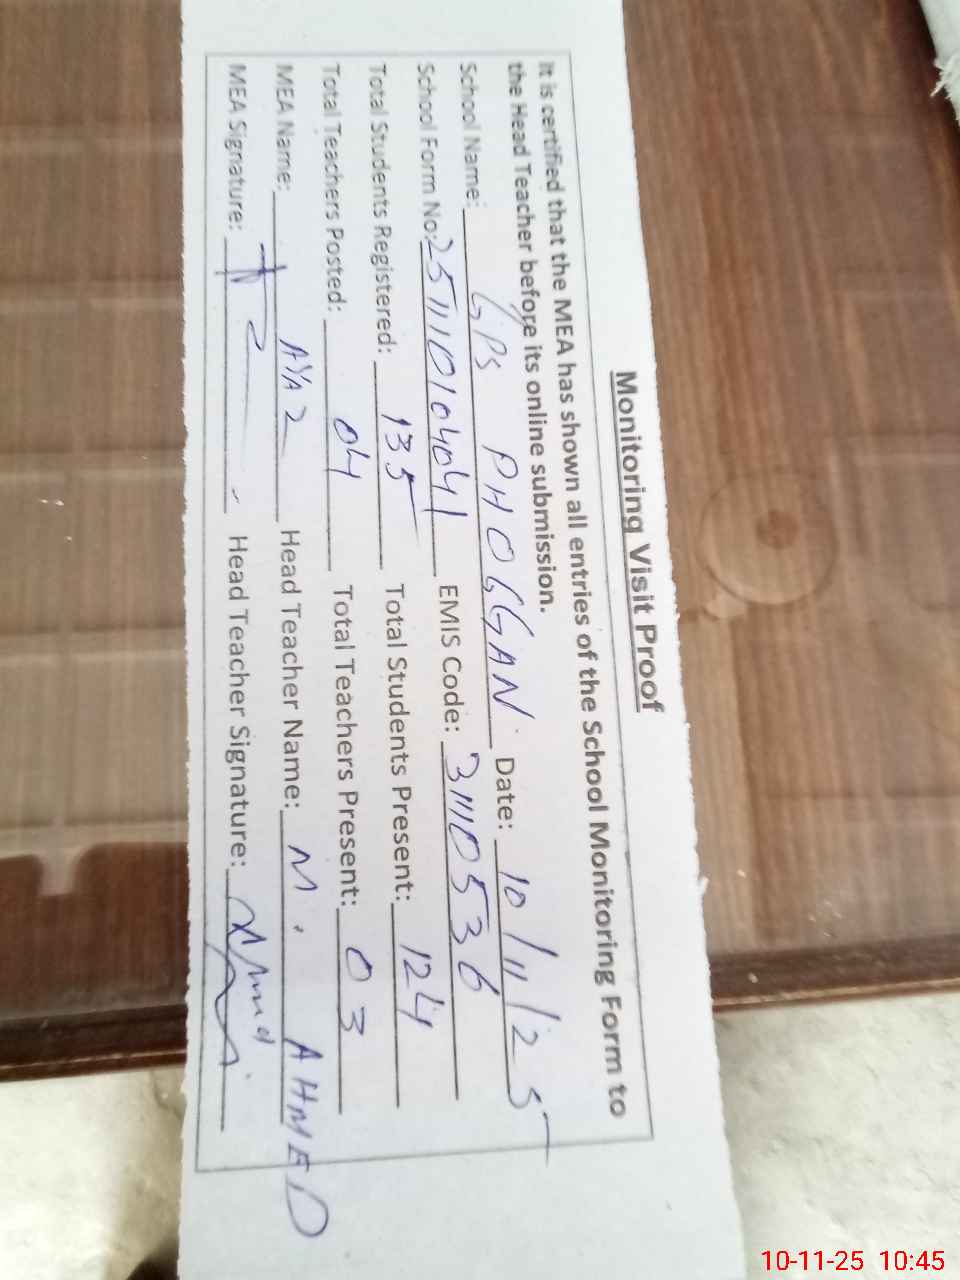 Monitoring Visit Proof
It is certified that the MEA has shown all entries of the School Monitoring Form to
the Head Teacher before its online submission.
School Name: GPS PHOGGAN Date: 10/11/25
School Form No: 25111010404 EMIS Code: 31110536
Total Students Registered: 135 Total Students Present: 124
Total Teachers Posted: 04 Total Teachers Present: 03
MEA Name: AYAZ Head Teacher Name: M. AHMED
MEA Signature: Head Teacher Signature:
10-11-25 10:45